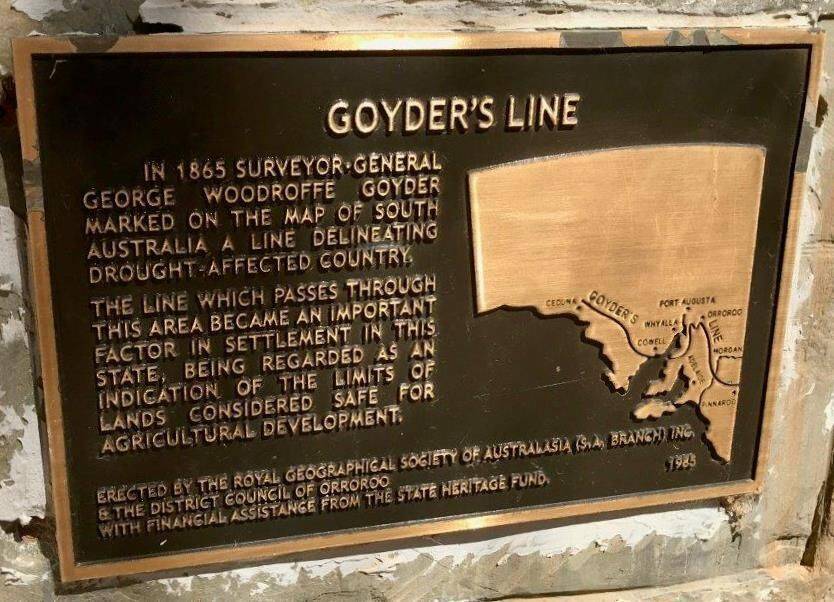 GOYDER'S LINE
IN 1865 SURVEYOR-GENERAL
GEORGE WOODROFFE GOYDER
MARKED ON THE MAP OF SOUTH
AUSTRALIA A LINE DELINEATING
DROUGHT-AFFECTED COUNTRY.
THE LINE WHICH PASSES THROUGH
THIS AREA BECAME AN IMPORTANT
FACTOR IN SETTLEMENT IN THIS
STATE, BEING REGARDED AS AN
INDICATION OF THE LIMITS OF
LANDS CONSIDERED SAFE FOR
AGRICULTURAL DEVELOPMENT.
CEDUNA
GOYDER'S
PORT AUGUSTA
ORROROO
WHYALLA
LINE
COWELL
MORGAN
ADELAIDE
PINNAROO
ERECTED BY THE ROYAL GEOGRAPHICAL SOCIETY OF AUSTRALASIA (S.A. BRANCH) INC.
& THE DISTRICT COUNCIL OF ORROROO
WITH FINANCIAL ASSISTANCE FROM THE STATE HERITAGE FUND.
1985